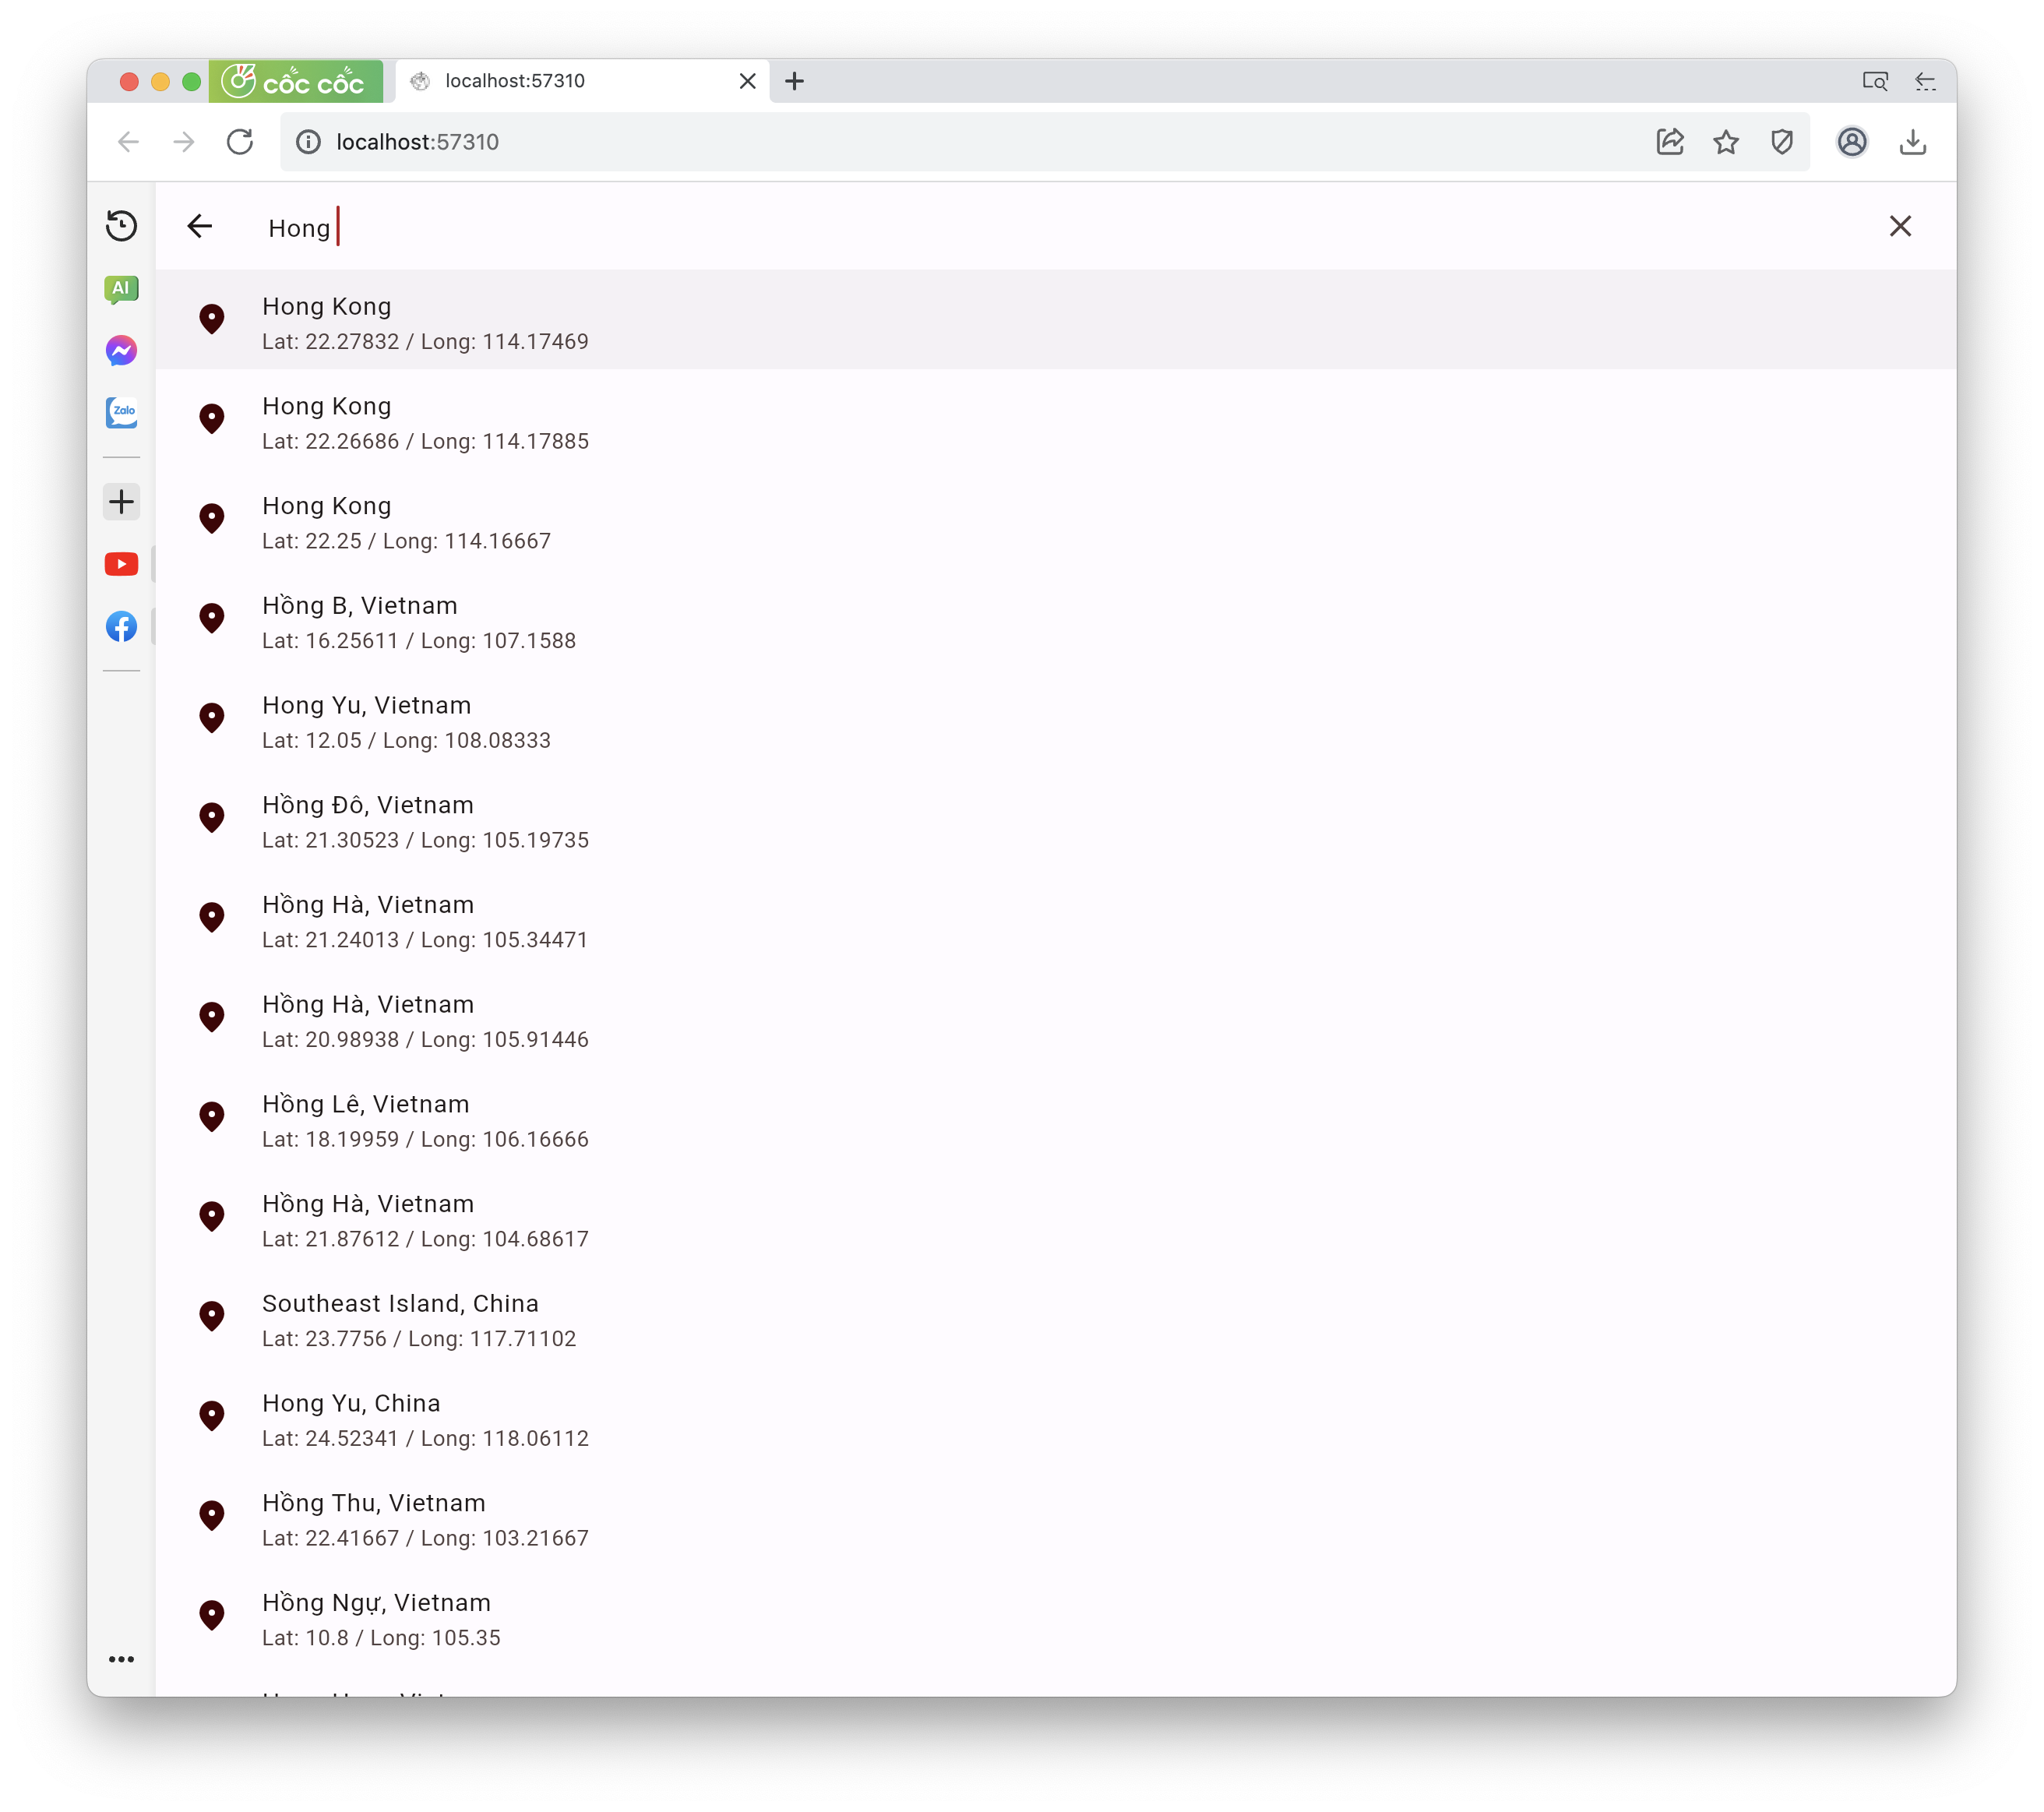 cốc cốc
localhost:57310
localhost:57310
Hong
AI
Zalo
Hong Kong
Lat: 22.27832 / Long: 114.17469
Hong Kong
Lat: 22.26686 / Long: 114.17885
Hong Kong
Lat: 22.25 / Long: 114.16667
Hồng B, Vietnam
Lat: 16.25611 / Long: 107.1588
Hong Yu, Vietnam
Lat: 12.05 / Long: 108.08333
Hồng Đô, Vietnam
Lat: 21.30523 / Long: 105.19735
Hồng Hà, Vietnam
Lat: 21.24013 / Long: 105.34471
Hồng Hà, Vietnam
Lat: 20.98938 / Long: 105.91446
Hồng Lê, Vietnam
Lat: 18.19959 / Long: 106.16666
Hồng Hà, Vietnam
Lat: 21.87612 / Long: 104.68617
Southeast Island, China
Lat: 23.7756 / Long: 117.71102
Hong Yu, China
Lat: 24.52341 / Long: 118.06112
Hồng Thu, Vietnam
Lat: 22.41667 / Long: 103.21667
Hồng Ngự, Vietnam
Lat: 10.8 / Long: 105.35